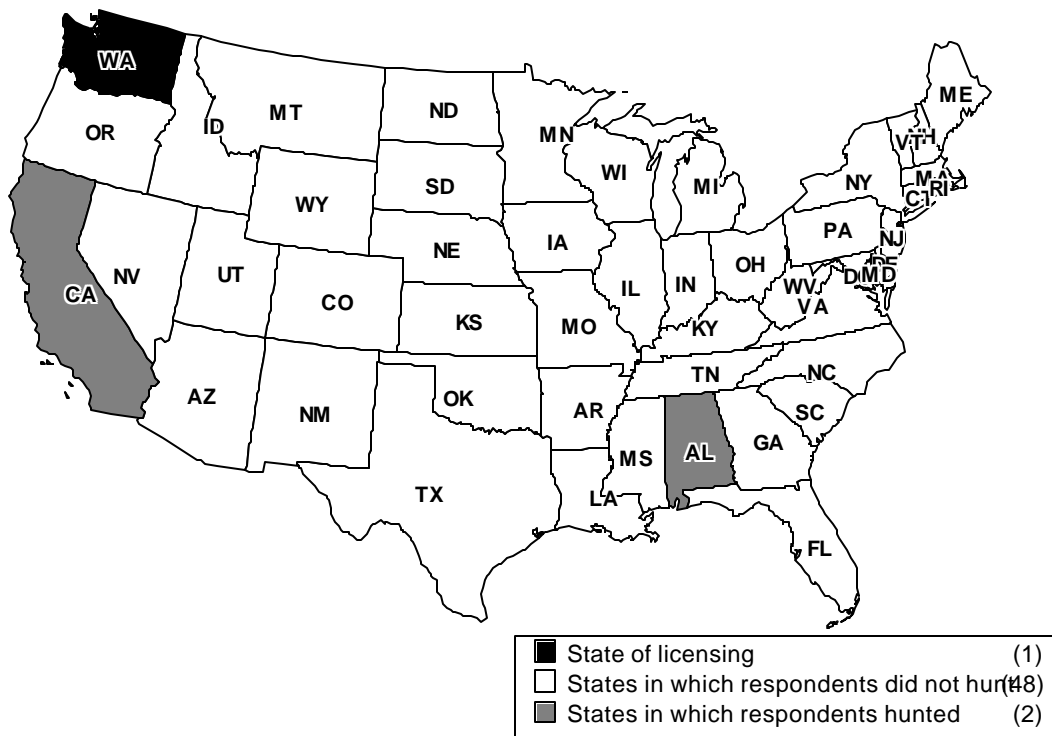 WA
MT
ND
MN
ME
OR
ID
VT
NH
SD
WI
MI
NY
MA
WY
CT
RI
IA
PA
NJ
NE
NV
UT
OH
DE
CA
CO
IL
IN
WV
DC
MD
VA
KS
MO
KY
TN
NC
AZ
OK
NM
AR
SC
MS
AL
GA
TX
LA
FL
State of licensing (1)
States in which respondents did not hunt (48)
States in which respondents hunted (2)